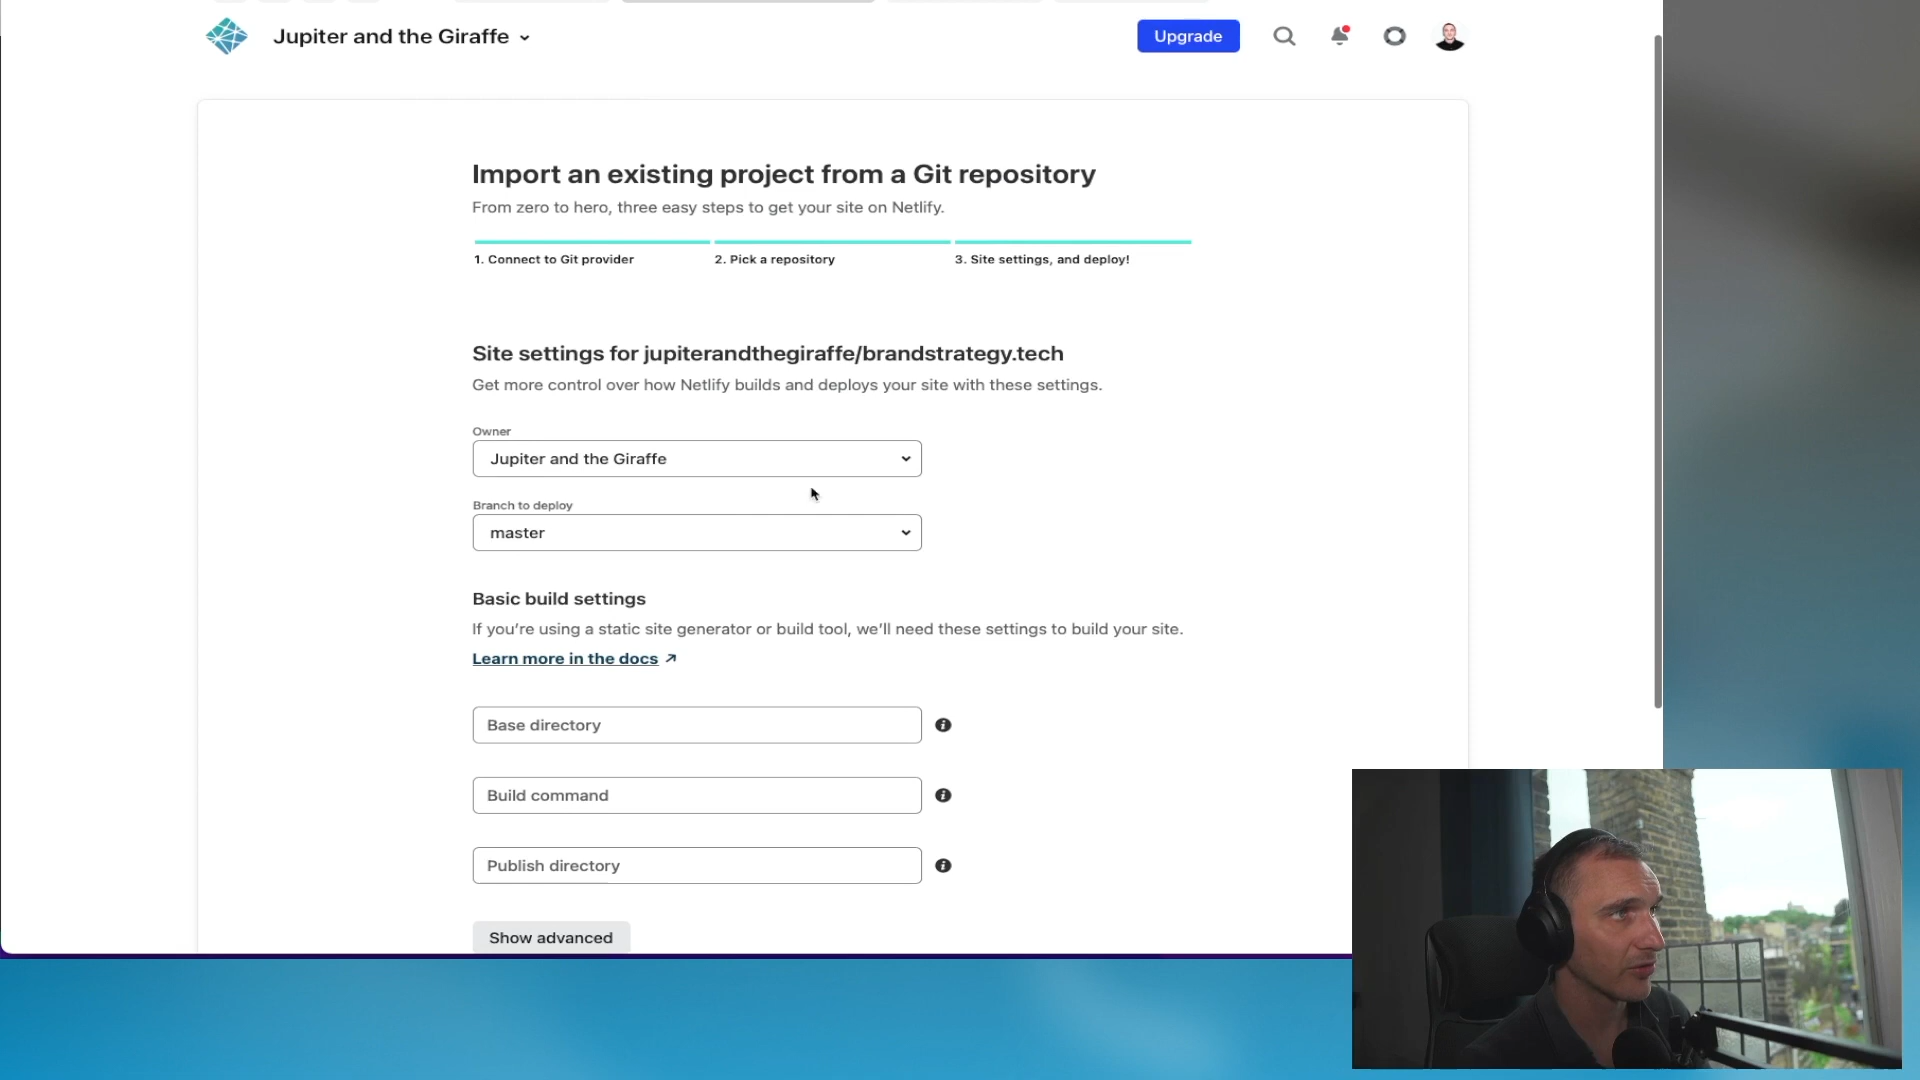 Jupiter and the Giraffe
Upgrade
Import an existing project from a Git repository
From zero to hero, three easy steps to get your site on Netlify.
1. Connect to Git provider
2. Pick a repository
3. Site settings, and deploy!
Site settings for jupiterandthegiraffe/brandstrategy.tech
Get more control over how Netlify builds and deploys your site with these settings.
Owner
Jupiter and the Giraffe
Branch to deploy
master
Basic build settings
If you’re using a static site generator or build tool, we’ll need these settings to build your site.
Learn more in the docs
Base directory
Build command
Publish directory
Show advanced